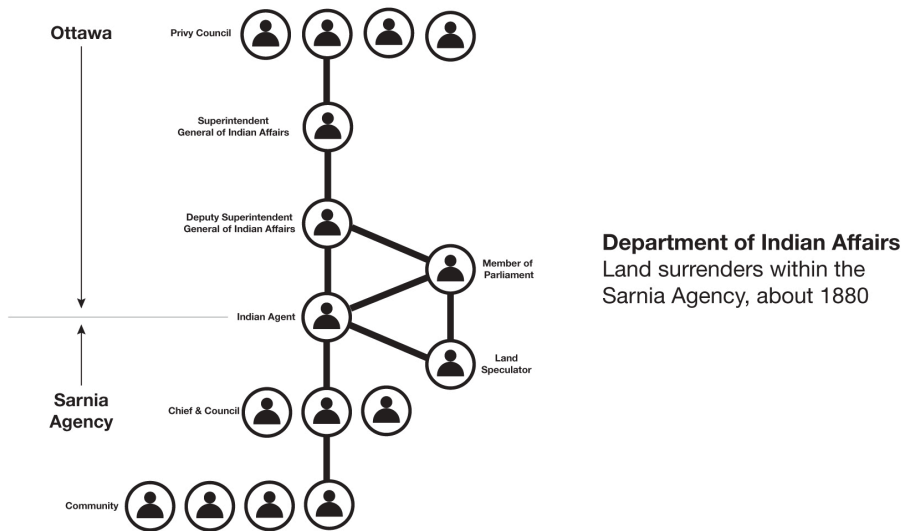 Ottawa
Privy Council
Superintendent
General of Indian Affairs
Deputy Superintendent
General of Indian Affairs
Member of
Parliament
Indian Agent
Land
Speculator
Sarnia
Agency
Chief & Council
Community
Department of Indian Affairs
Land surrenders within the
Sarnia Agency, about 1880